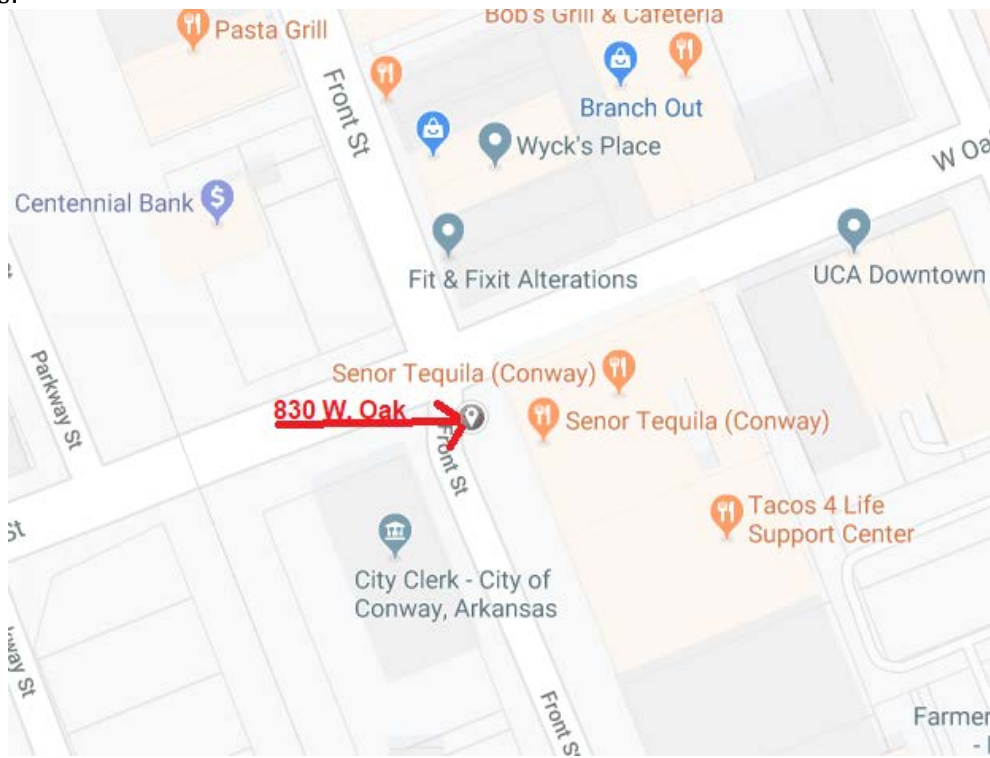 s.
Pasta Grill
Bob's Grill & Cafeteria
Front St
Branch Out
Wyck's Place
W Oa
Centennial Bank
Fit & Fixit Alterations
UCA Downtown
Parkway St
Senor Tequila (Conway)
830 W. Oak
Senor Tequila (Conway)
Front St
Tacos 4 Life
Support Center
St
City Clerk - City of
Conway, Arkansas
kway St
Front S
Farmer